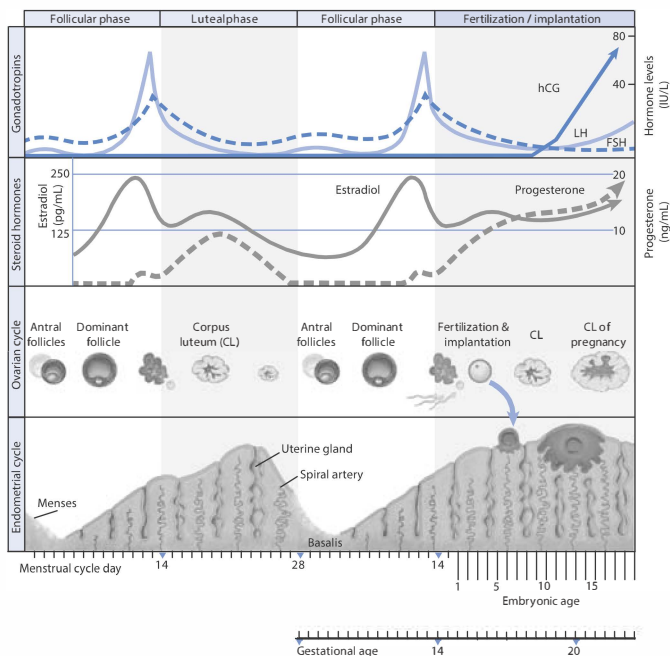 Follicular phase
Luteal phase
Follicular phase
Fertilization / implantation
Gonadotropins
hCG
LH
FSH
80
40
Hormone levels
(IU/L)
Steroid hormones
Estradiol
(pg/mL)
250
125
Estradiol
Progesterone
20
10
Progesterone
(ng/mL)
Ovarian cycle
Antral
follicles
Dominant
follicle
Corpus
luteum (CL)
Antral
follicles
Dominant
follicle
Fertilization &
implantation
CL
CL of
pregnancy
Endometrial cycle
Menses
Uterine gland
Spiral artery
Basalis
Menstrual cycle day
14
28
14
1
5
10
15
Embryonic age
Gestational age
14
20